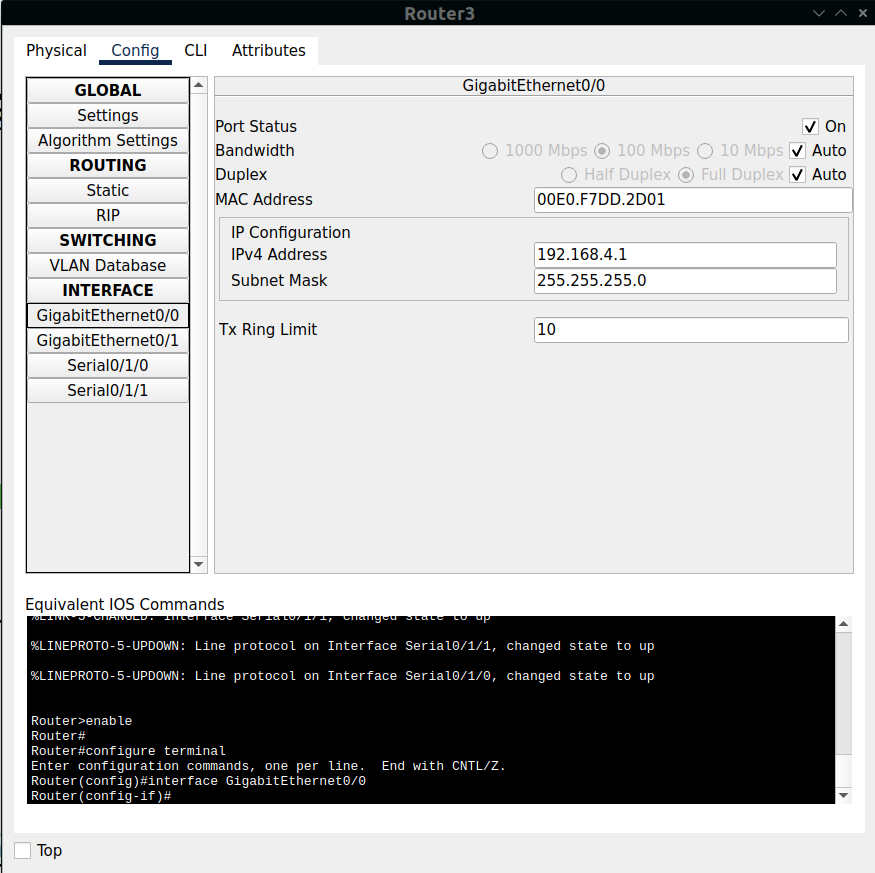 Router3
Physical Config CLI Attributes
GLOBAL
Settings
Algorithm Settings
ROUTING
Static
RIP
SWITCHING
VLAN Database
INTERFACE
GigabitEthernet0/0
GigabitEthernet0/1
Serial0/1/0
Serial0/1/1
GigabitEthernet0/0
Port Status On
Bandwidth 1000 Mbps 100 Mbps 10 Mbps Auto
Duplex Half Duplex Full Duplex Auto
MAC Address 00E0.F7DD.2D01
IP Configuration
IPv4 Address 192.168.4.1
Subnet Mask 255.255.255.0
Tx Ring Limit 10
Equivalent IOS Commands
%LINK-5-CHANGED: Interface Serial0/1/1, changed state to up
%LINEPROTO-5-UPDOWN: Line protocol on Interface Serial0/1/1, changed state to up
%LINEPROTO-5-UPDOWN: Line protocol on Interface Serial0/1/0, changed state to up
Router>enable
Router#
Router#configure terminal
Enter configuration commands, one per line.  End with CNTL/Z.
Router(config)#interface GigabitEthernet0/0
Router(config-if)#
Top